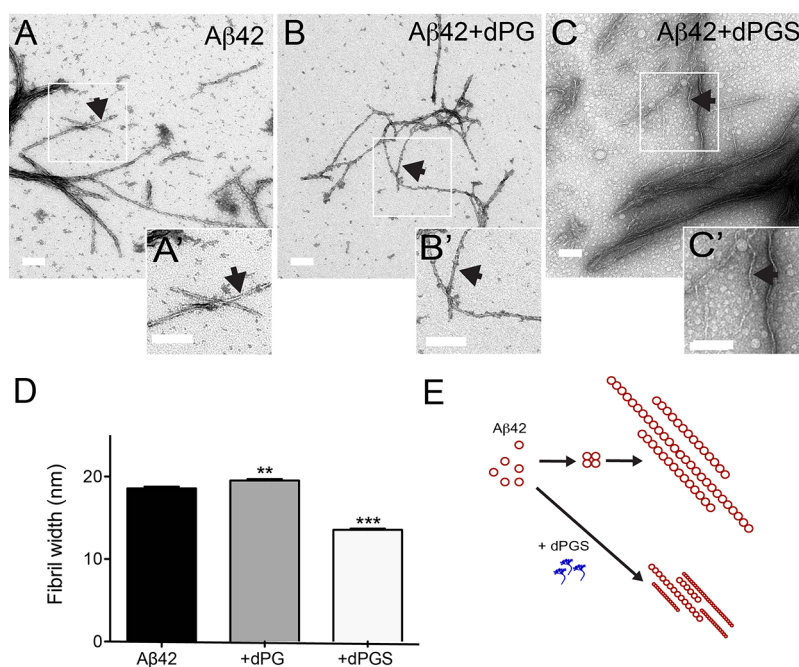 A
Aβ42
B
Aβ42+dPG
C
Aβ42+dPGS
A’
B’
C’
D
Fibril width (nm)
20
10
0
**
***
Aβ42
+dPG
+dPGS
E
Aβ42
+ dPGS